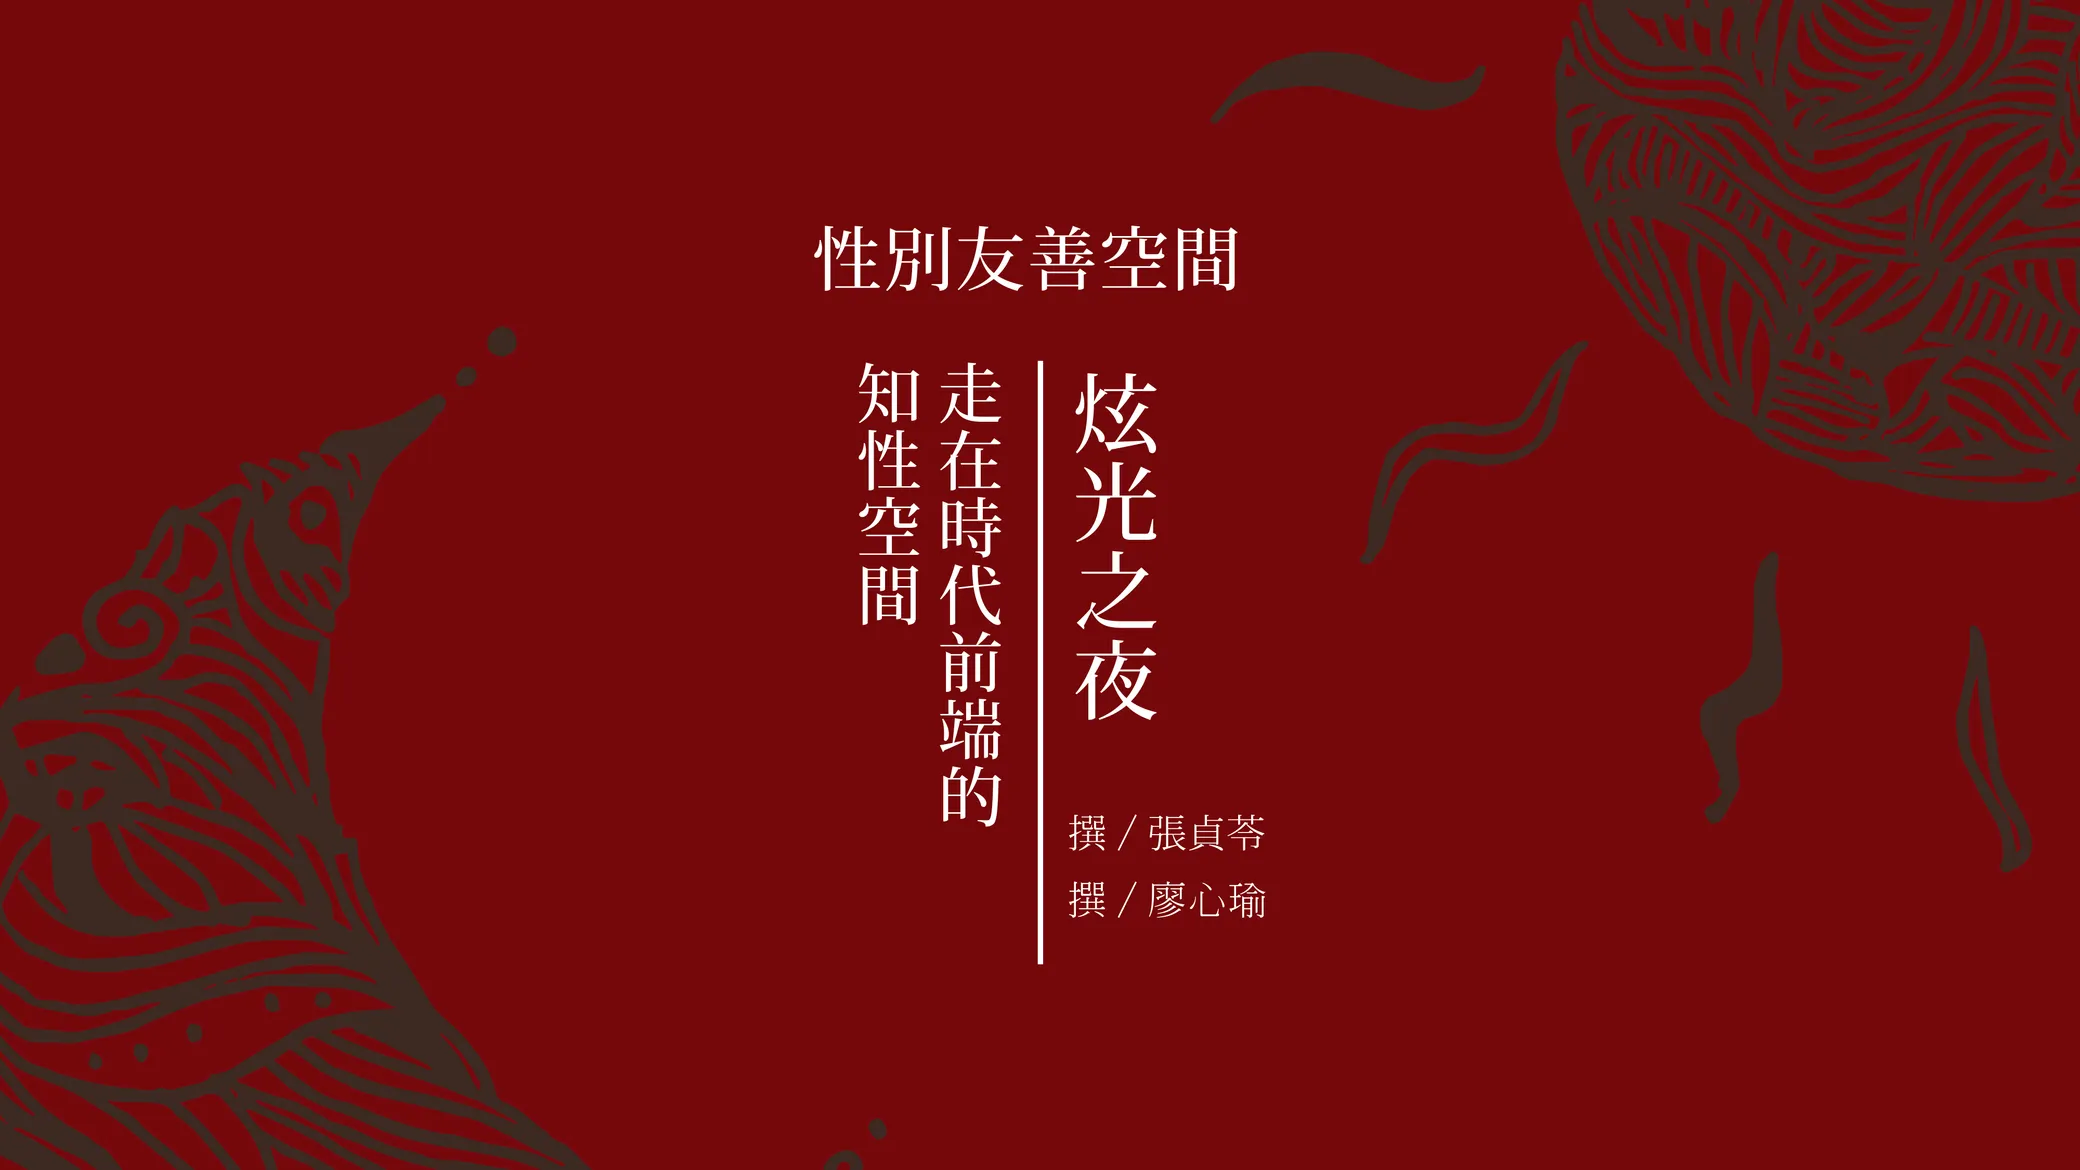 性別友善空間
炫光之夜
走在時代前端的
知性空間
撰／張貞苓
撰／廖心瑜